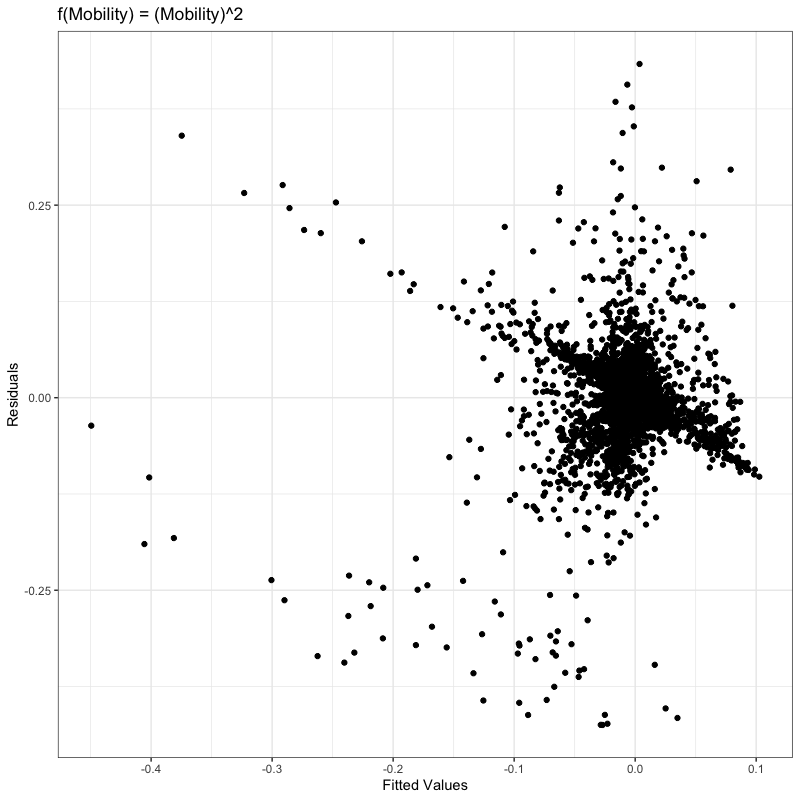 f(Mobility) = (Mobility)^2
Residuals
0.25
0.00
-0.25
-0.4 -0.3 -0.2 -0.1 0.0 0.1
Fitted Values